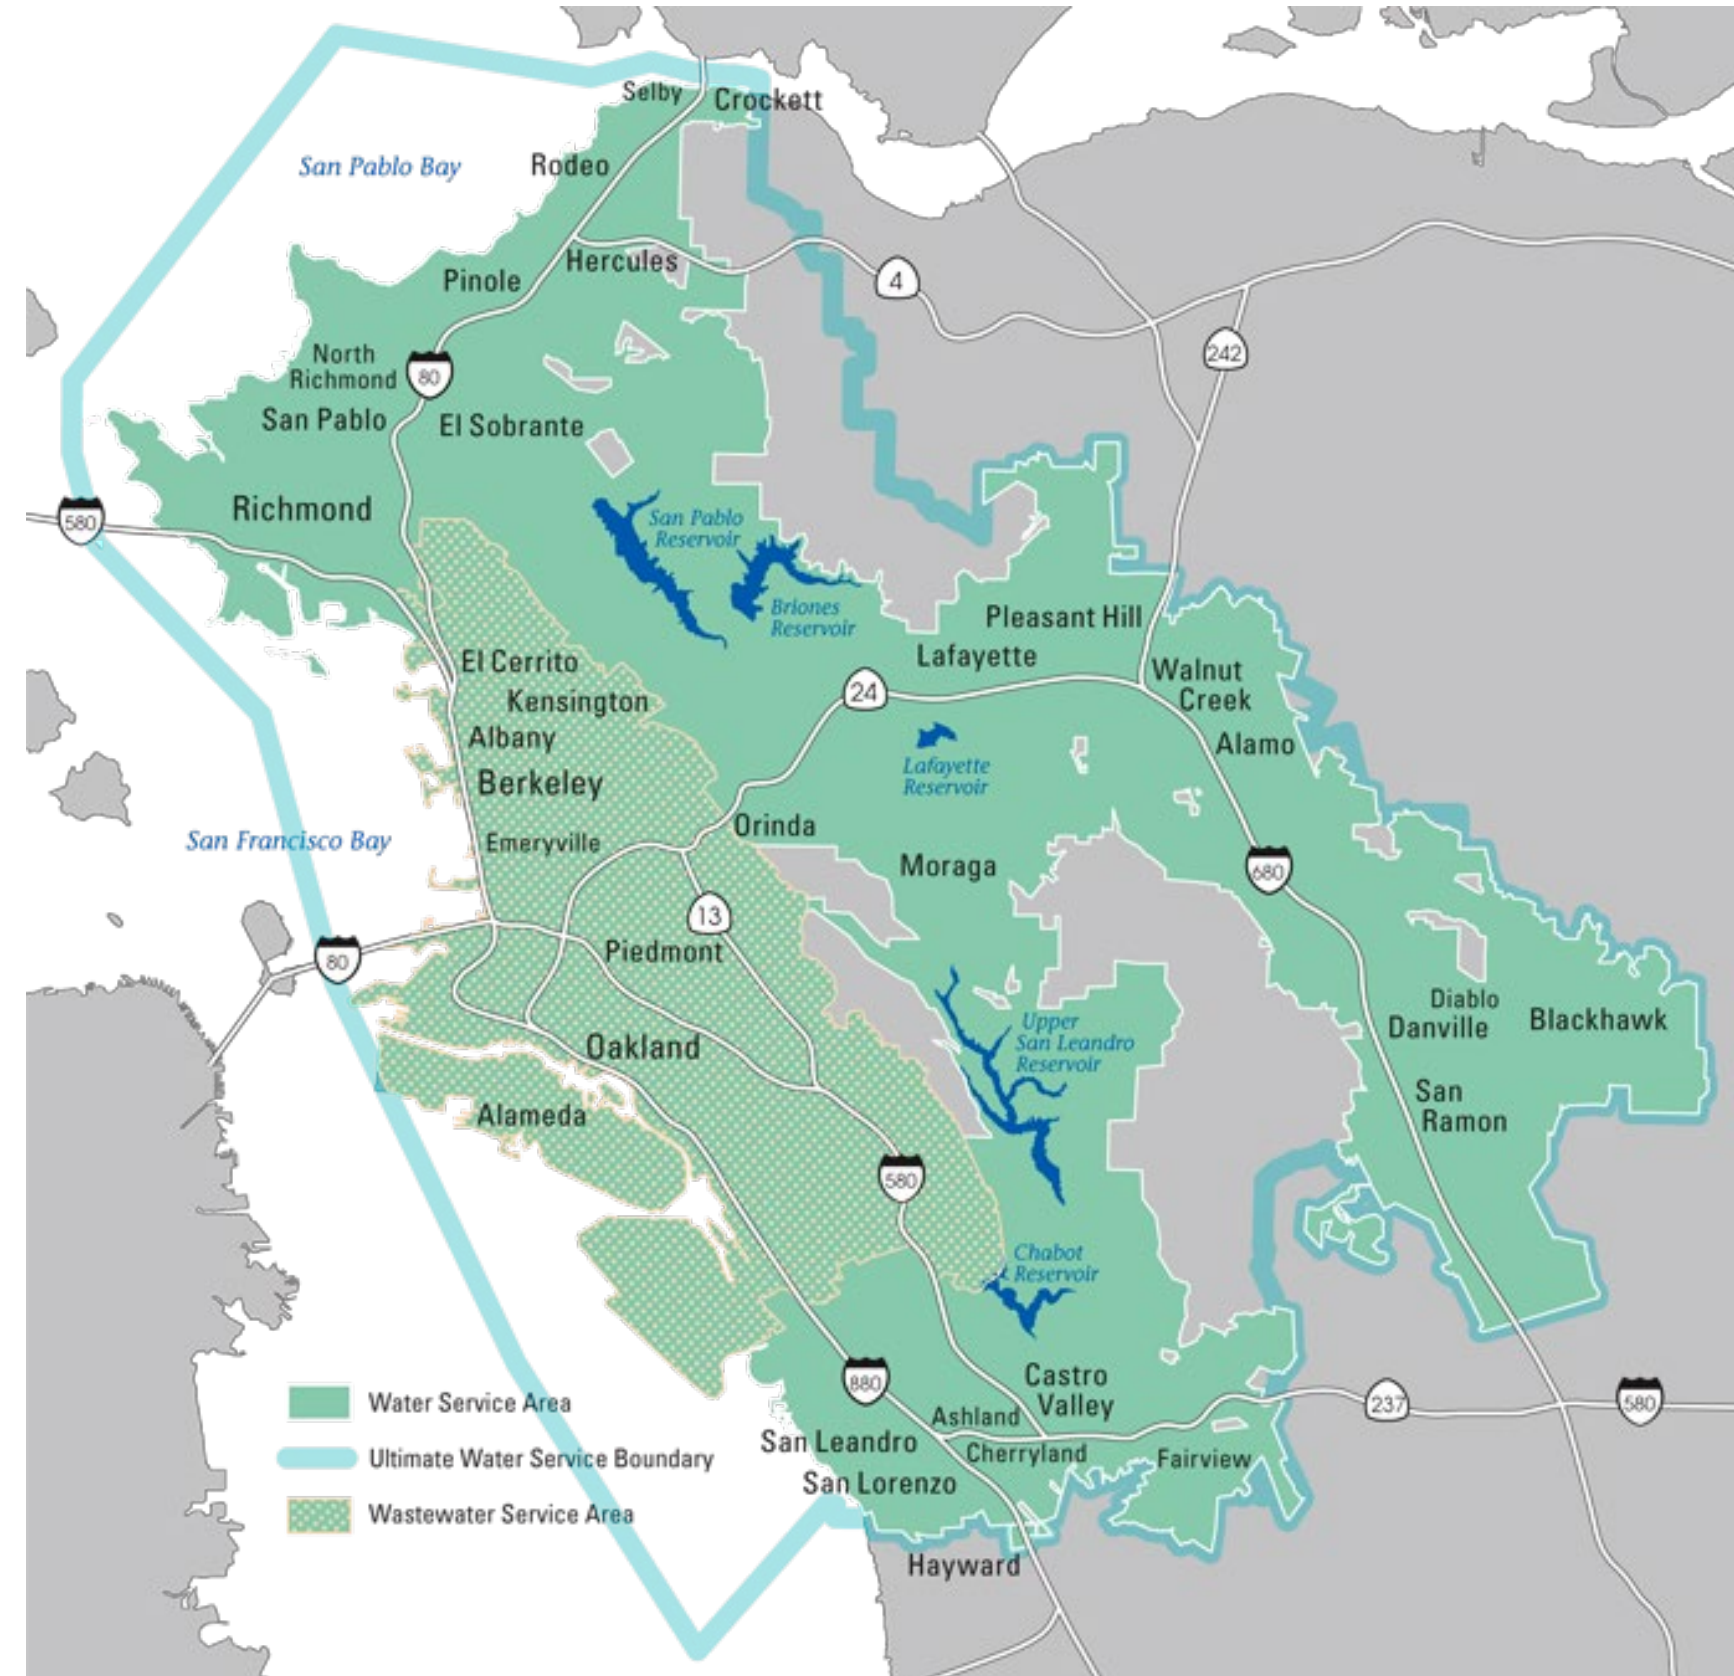 Selby
Crockett
San Pablo Bay
Rodeo
Hercules
Pinole
4
North
Richmond
80
242
San Pablo
El Sobrante
Richmond
580
San Pablo
Reservoir
Briones
Reservoir
Pleasant Hill
Lafayette
El Cerrito
Kensington
24
Walnut
Creek
Albany
Alamo
Berkeley
Lafayette
Reservoir
San Francisco Bay
Emeryville
Orinda
Moraga
680
13
80
Piedmont
Diablo
Danville
Blackhawk
Oakland
Upper
San Leandro
Reservoir
San
Ramon
Alameda
580
Chabot
Reservoir
880
Castro
Valley
237
580
Ashland
San Leandro
Cherryland
Fairview
San Lorenzo
Hayward
Water Service Area
Ultimate Water Service Boundary
Wastewater Service Area